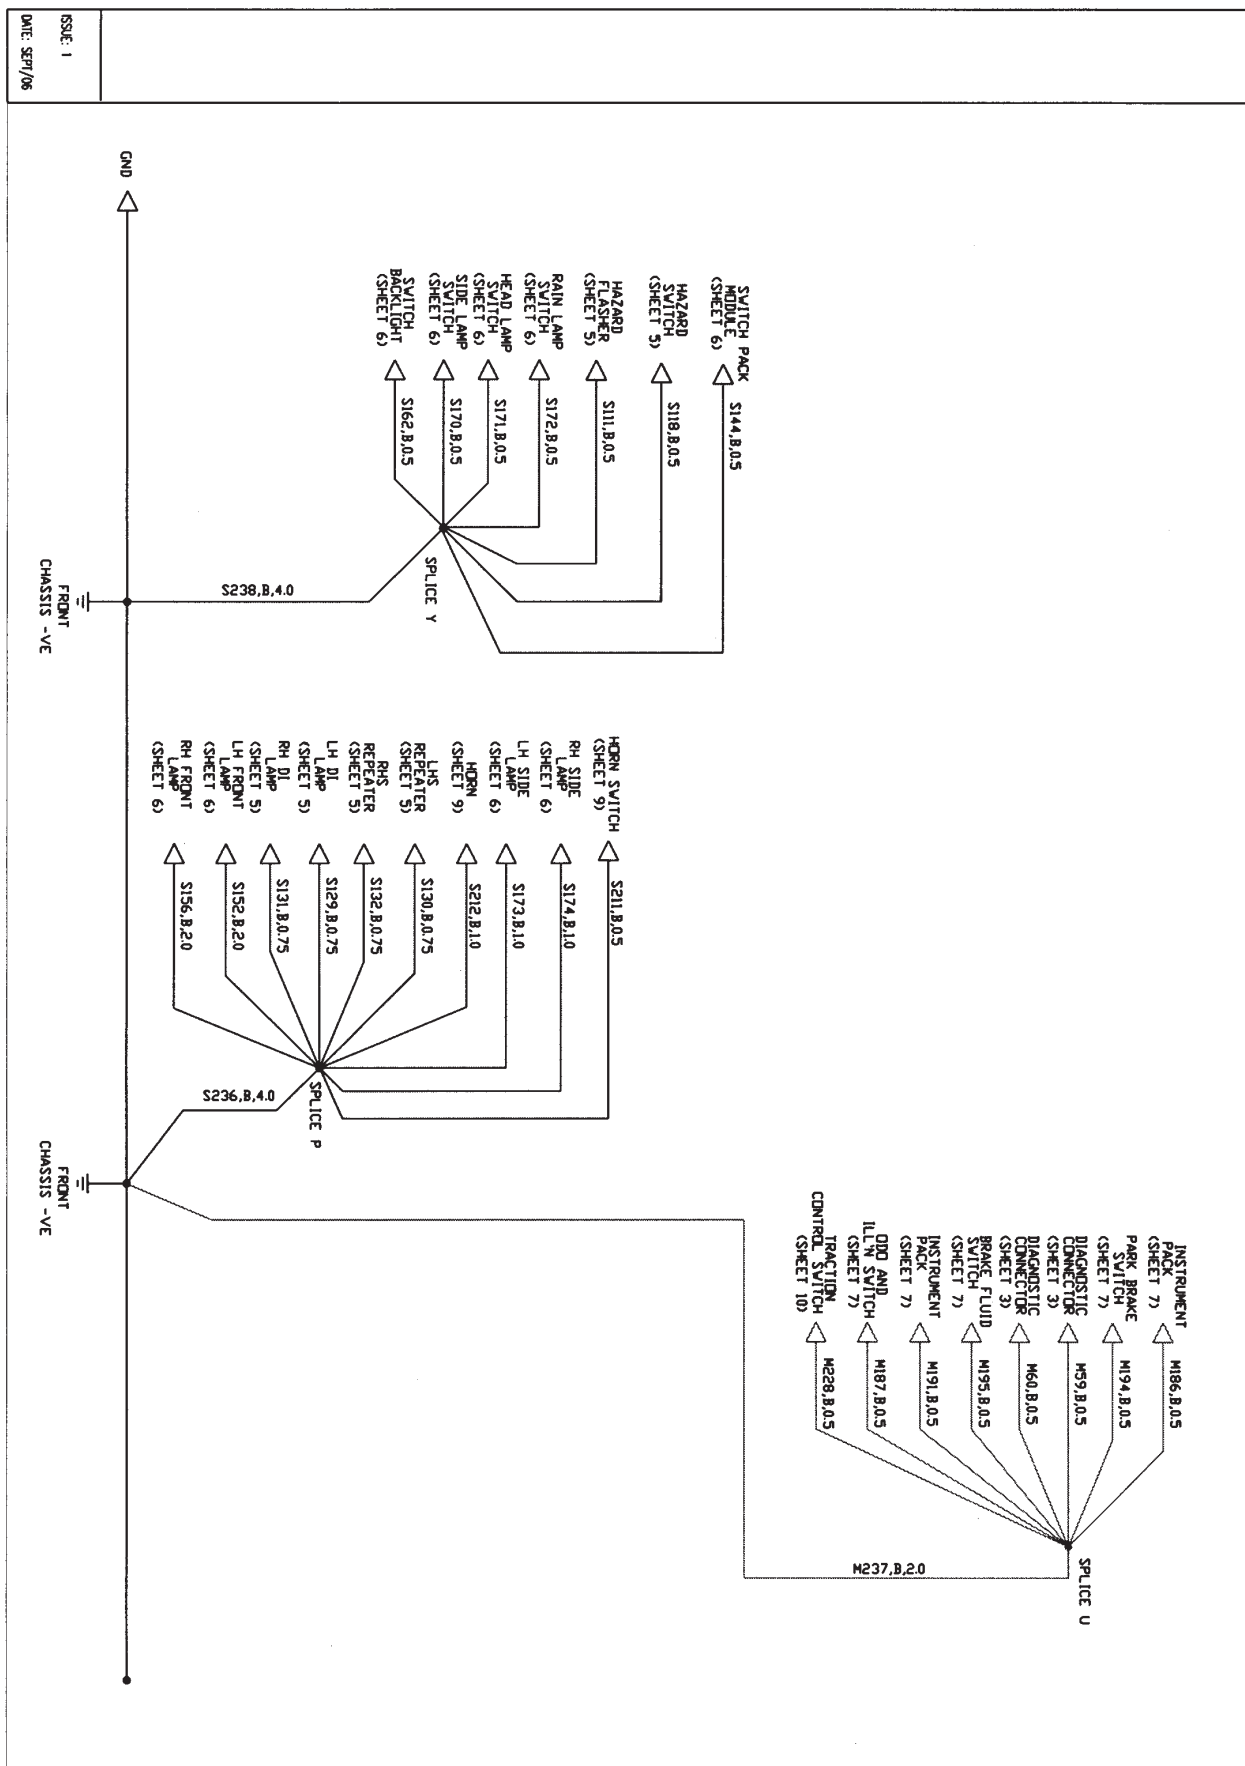 ISSUE: 1
DATE: SEPT/06
GND
SWITCH PACK
MODULE
(SHEET 6)
S144,B,0.5
HAZARD
SWITCH
(SHEET 5)
S118,B,0.5
HAZARD
FLASHER
(SHEET 5)
S111,B,0.5
RAIN LAMP
SWITCH
(SHEET 6)
S172,B,0.5
HEAD LAMP
SWITCH
(SHEET 6)
S171,B,0.5
SIDE LAMP
SWITCH
(SHEET 6)
S170,B,0.5
SWITCH
BACKLIGHT
(SHEET 6)
S162,B,0.5
SPLICE Y
S238,B,4.0
FRONT
CHASSIS -VE
HORN SWITCH
(SHEET 9)
S211,B,0.5
RH SIDE
LAMP
(SHEET 6)
S174,B,1.0
LH SIDE
LAMP
(SHEET 6)
S173,B,1.0
HORN
(SHEET 9)
S212,B,1.0
LHS
REPEATER
(SHEET 5)
S130,B,0.75
RHS
REPEATER
(SHEET 5)
S132,B,0.75
LH DI
LAMP
(SHEET 5)
S129,B,0.75
RH DI
LAMP
(SHEET 5)
S131,B,0.75
LH FRONT
LAMP
(SHEET 6)
S152,B,2.0
RH FRONT
LAMP
(SHEET 6)
S156,B,2.0
SPLICE P
S236,B,4.0
FRONT
CHASSIS -VE
INSTRUMENT
PACK
(SHEET 7)
M186,B,0.5
PARK BRAKE
SWITCH
(SHEET 7)
M194,B,0.5
DIAGNOSTIC
CONNECTOR
(SHEET 3)
M59,B,0.5
DIAGNOSTIC
CONNECTOR
(SHEET 3)
M60,B,0.5
BRAKE FLUID
SWITCH
(SHEET 7)
M195,B,0.5
INSTRUMENT
PACK
(SHEET 7)
M191,B,0.5
ODO AND
ILL'N SWITCH
(SHEET 7)
M187,B,0.5
TRACTION
CONTROL SWITCH
(SHEET 10)
M228,B,0.5
SPLICE U
M237,B,2.0